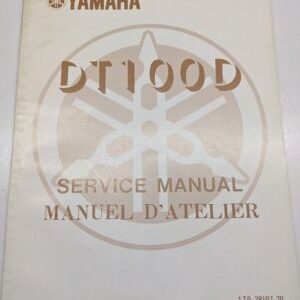 YAMAHA
DT100D
SERVICE MANUAL
MANUEL D'ATELIER